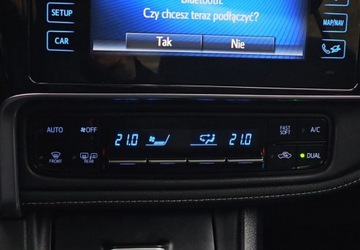 Bluetooth.
SETUP
Czy chcesz teraz podłączyć?
MAP/NAV
CAR
Tak
Nie
AUTO
OFF
21.0
21.0
FAST
SOFT
A/C
FRONT
REAR
DUAL